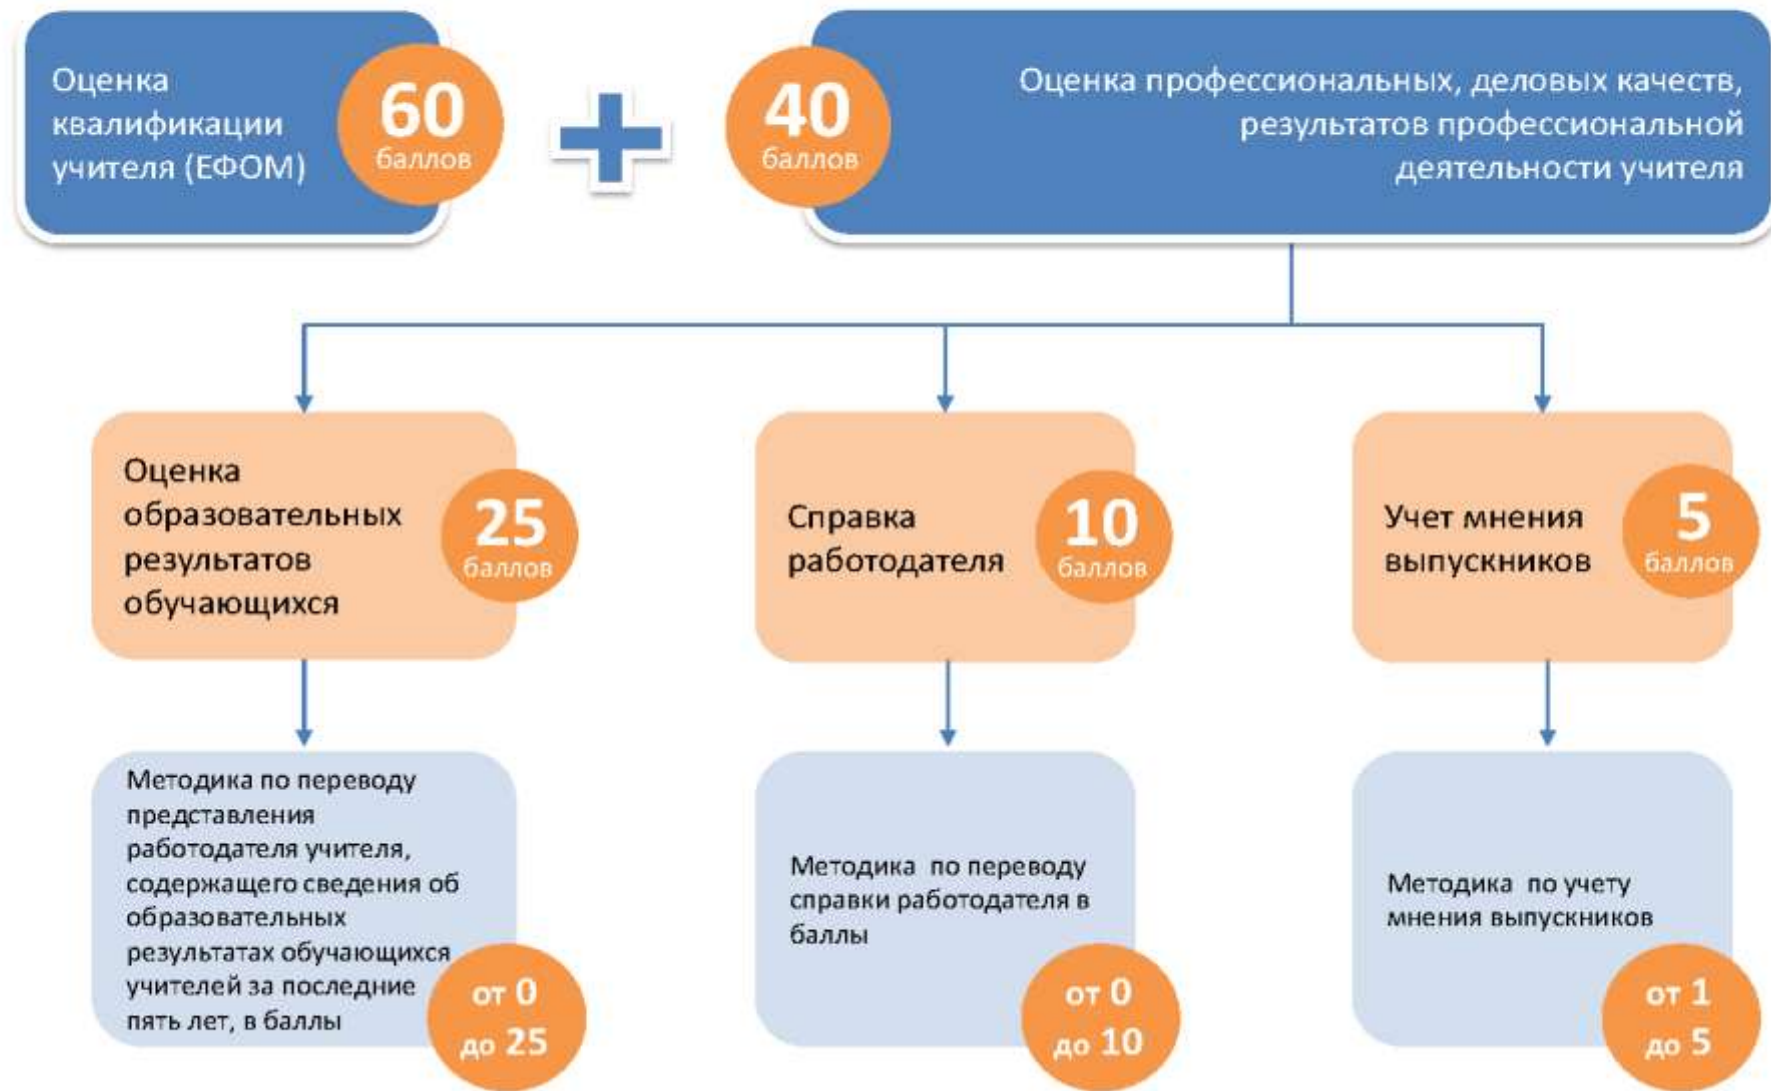 Оценка
квалификации
учителя (ЕФОМ)
60
баллов
40
баллов
Оценка профессиональных, деловых качеств,
результатов профессиональной
деятельности учителя
Оценка
образовательных
результатов
обучающихся
25
баллов
Справка
работодателя
10
баллов
Учет мнения
выпускников
5
баллов
Методика по переводу
представления
работодателя учителя,
содержащего сведения об
образовательных
результатах обучающихся
учителей за последние
пять лет, в баллы
от 0
до 25
Методика по переводу
справки работодателя в
баллы
от 0
до 10
Методика по учету
мнения выпускников
от 1
до 5